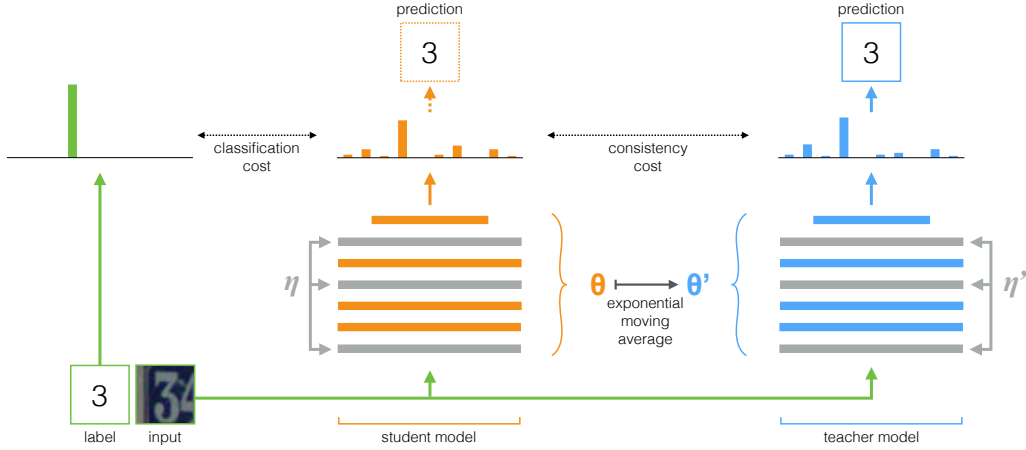 prediction
3
prediction
3
classification
cost
consistency
cost
η
θ
θ'
exponential
moving
average
η'
3
34
label
input
student model
teacher model